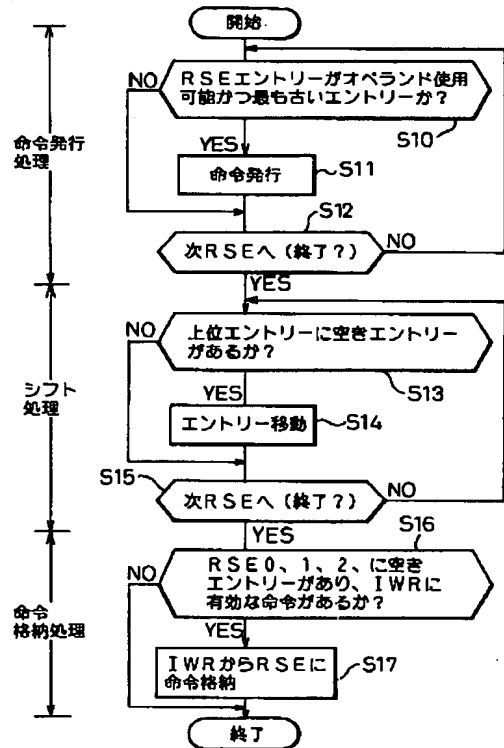 開始
NO
RSEエントリーがオペランド使用
可能かつ最も古いエントリーか?
S10
命令発行
処理
YES
命令発行
S11
S12
次RSEへ(終了?)
NO
YES
NO
上位エントリーに空きエントリー
があるか?
S13
シフト
処理
YES
エントリー移動
S14
S15
次RSEへ(終了?)
NO
YES
S16
NO
RSE0、1、2、に空き
エントリーがあり、IWRに
有効な命令があるか?
命令
格納処理
YES
IWRからRSEに
命令格納
S17
終了